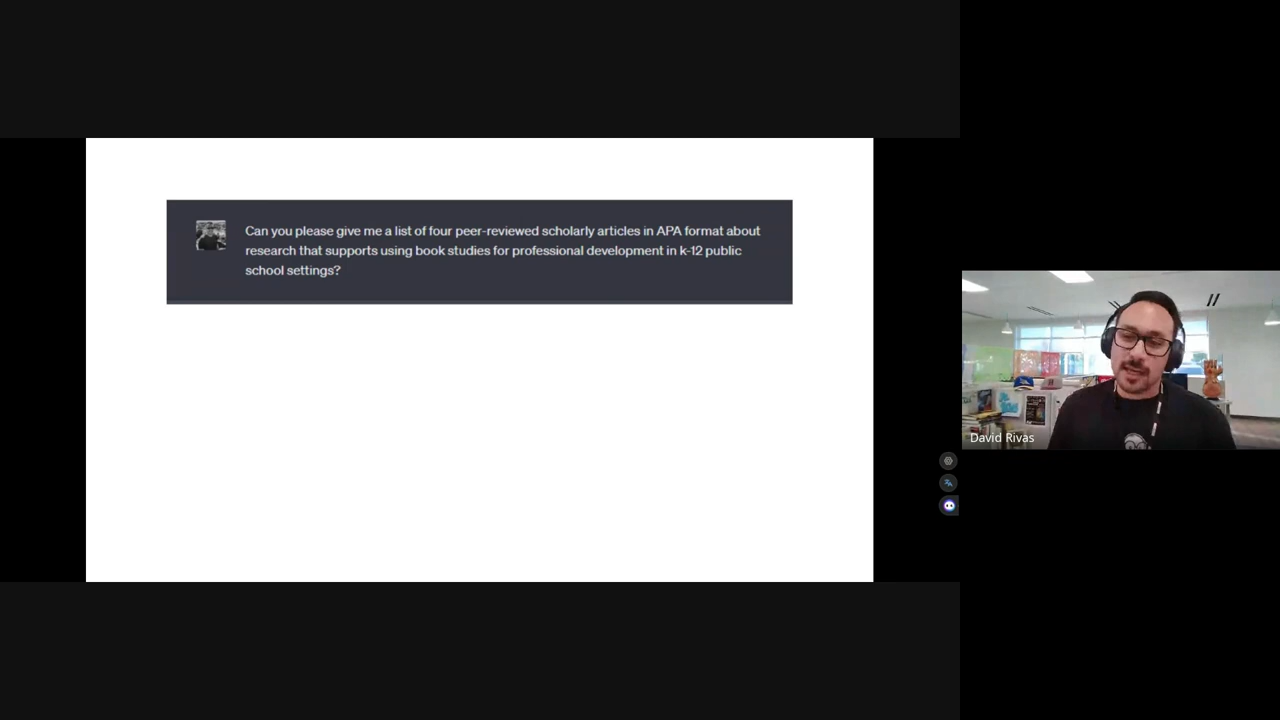 Can you please give me a list of four peer-reviewed scholarly articles in APA format about
research that supports using book studies for professional development in k-12 public
school settings?
David Rivas